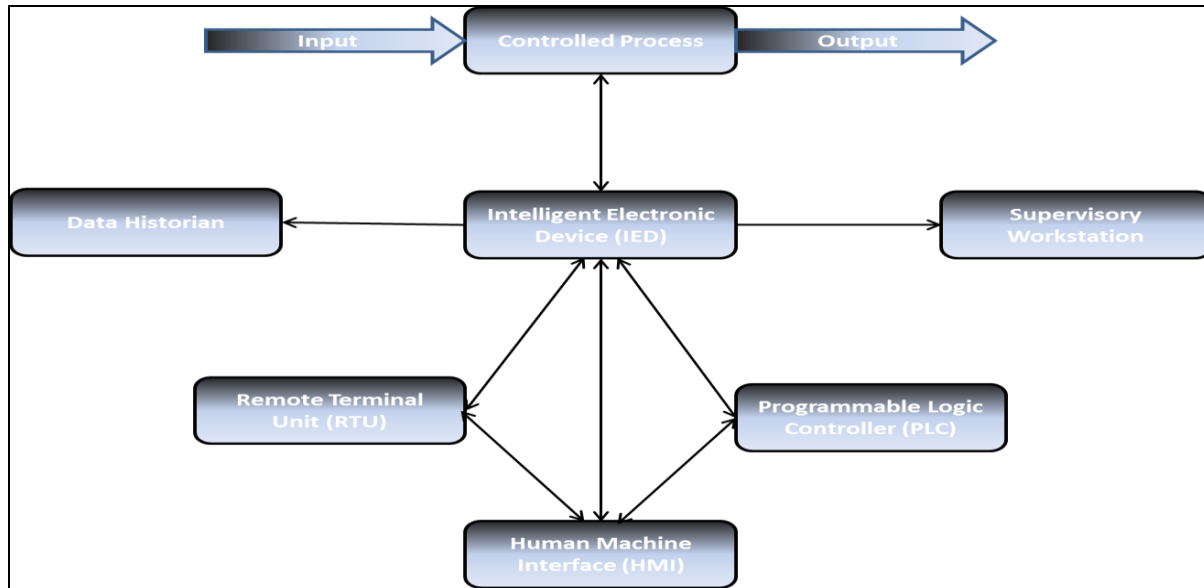 Input
Controlled Process
Output
Data Historian
Intelligent Electronic
Device (IED)
Supervisory
Workstation
Remote Terminal
Unit (RTU)
Programmable Logic
Controller (PLC)
Human Machine
Interface (HMI)